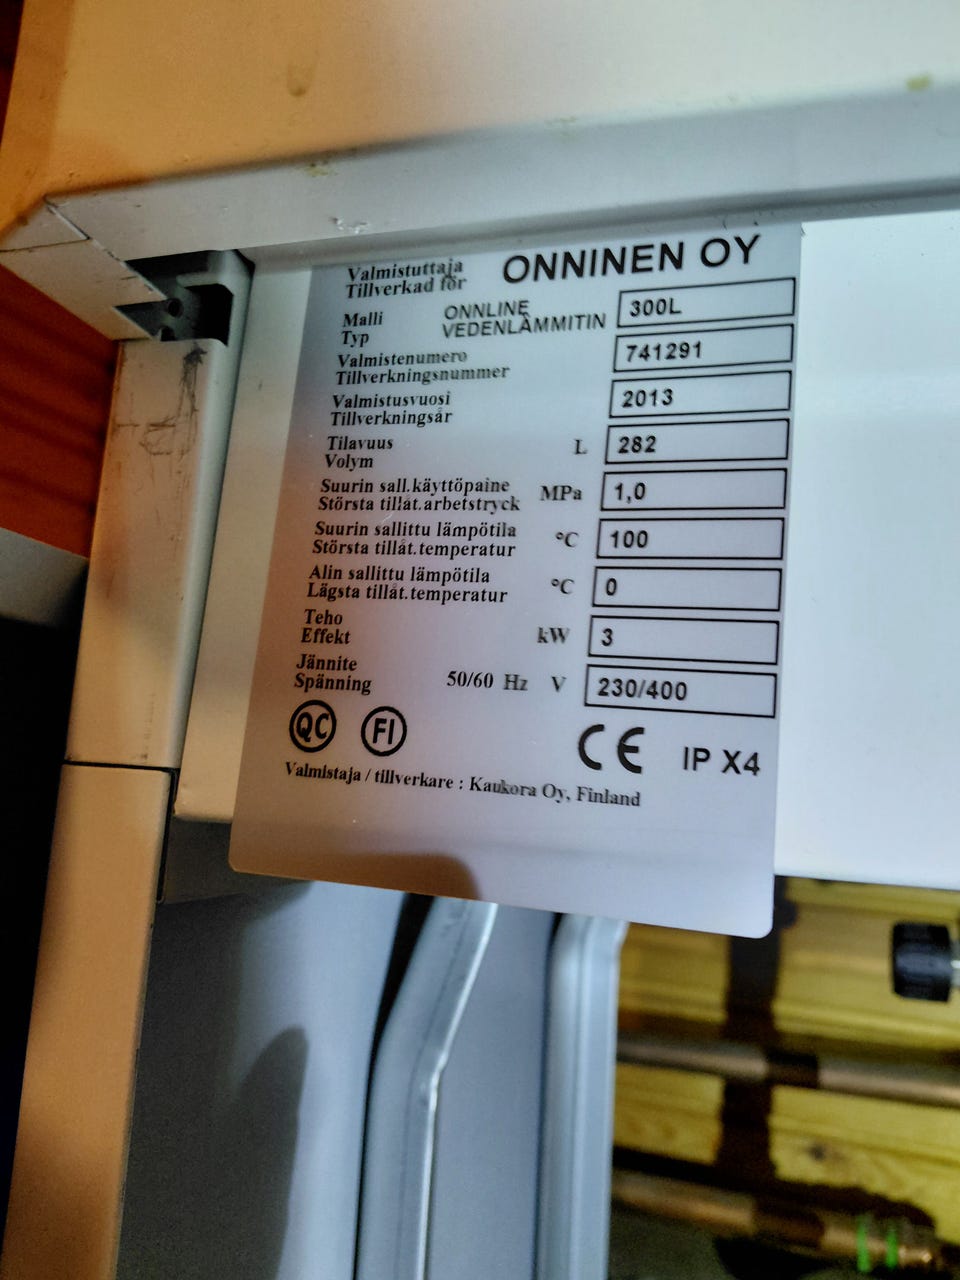 Valmistuttaja ONNINEN OY
Tillverkad för
Malli ONNLINE 300L
Typ VEDENLÄMMITIN
Valmistenumero 741291
Tillverkningsnummer
Valmistusvuosi 2013
Tillverkningsår
Tilavuus L 282
Volym
Suurin sall.käyttöpaine MPa 1,0
Största tillåt.arbetstryck
Suurin sallittu lämpötila °C 100
Största tillåt.temperatur
Alin sallittu lämpötila °C 0
Lägsta tillåt.temperatur
Teho kW 3
Effekt
Jännite 50/60 Hz V 230/400
Spänning
QC FI CE IP X4
Valmistaja / tillverkare : Kaukora Oy, Finland